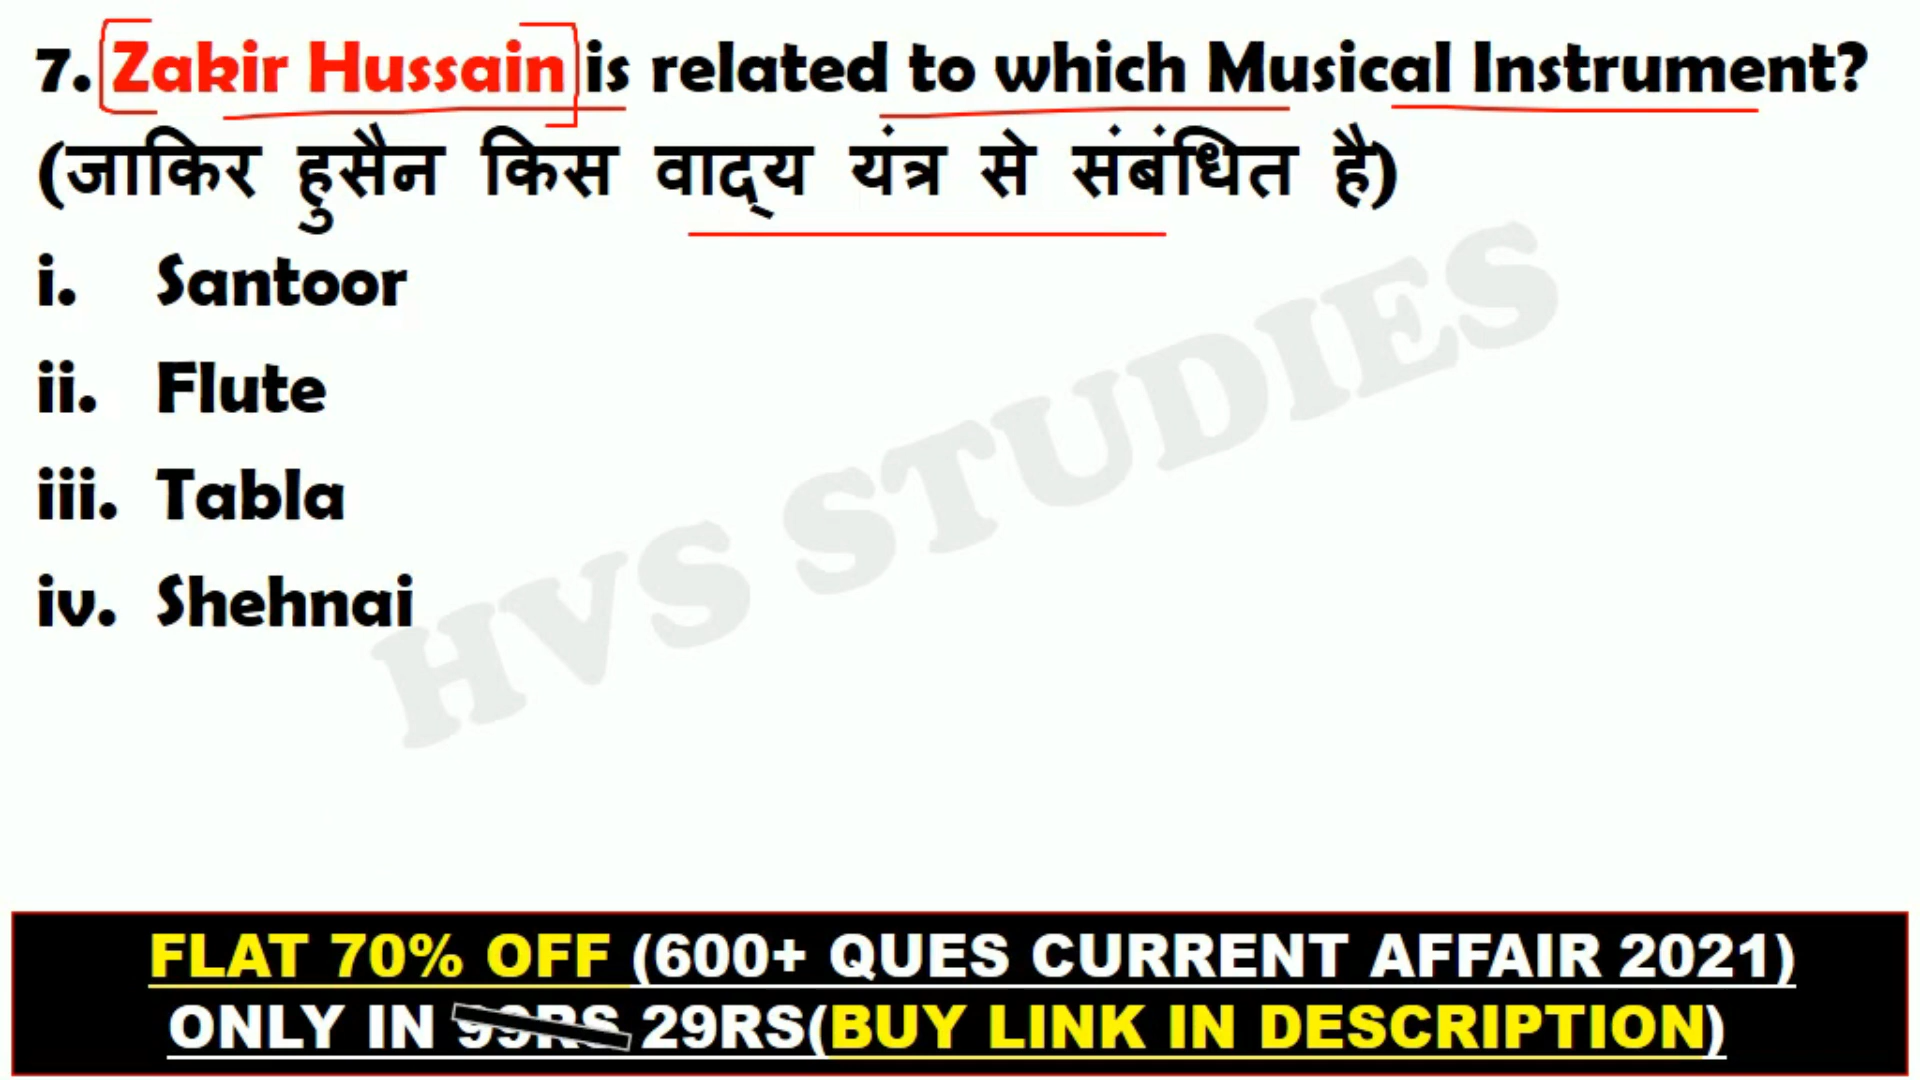 7. Zakir Hussain is related to which Musical Instrument?
(जाकिर हुसैन किस वाद्य यंत्र से संबंधित है)
i. Santoor
ii. Flute
iii. Tabla
iv. Shehnai
HVS STUDIES
FLAT 70% OFF (600+ QUES CURRENT AFFAIR 2021)
ONLY IN 99RS 29RS(BUY LINK IN DESCRIPTION)